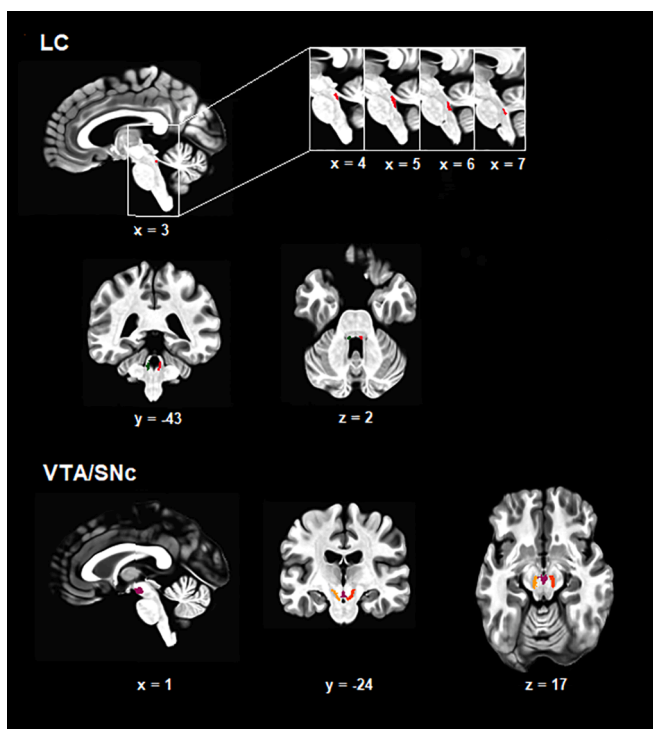 LC
x = 4
x = 5
x = 6
x = 7
x = 3
y = -43
z = 2
VTA/SNc
x = 1
y = -24
z = 17